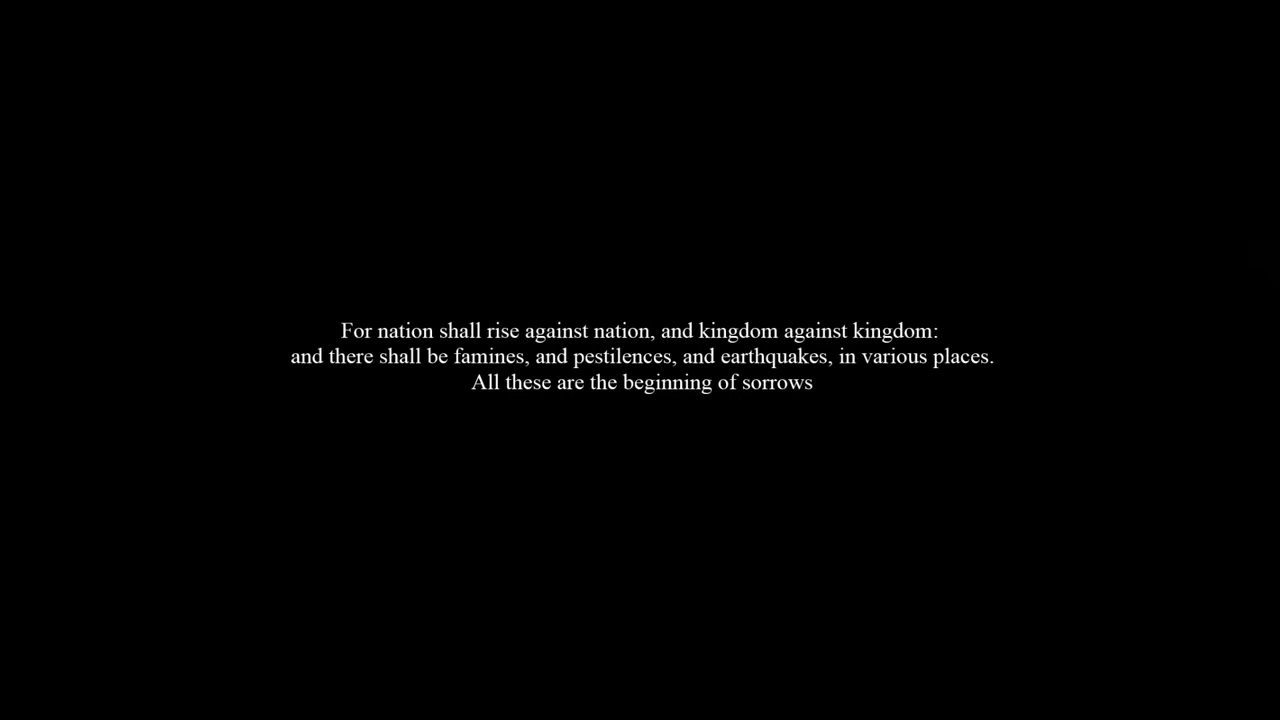 For nation shall rise against nation, and kingdom against kingdom:
and there shall be famines, and pestilences, and earthquakes, in various places.
All these are the beginning of sorrows